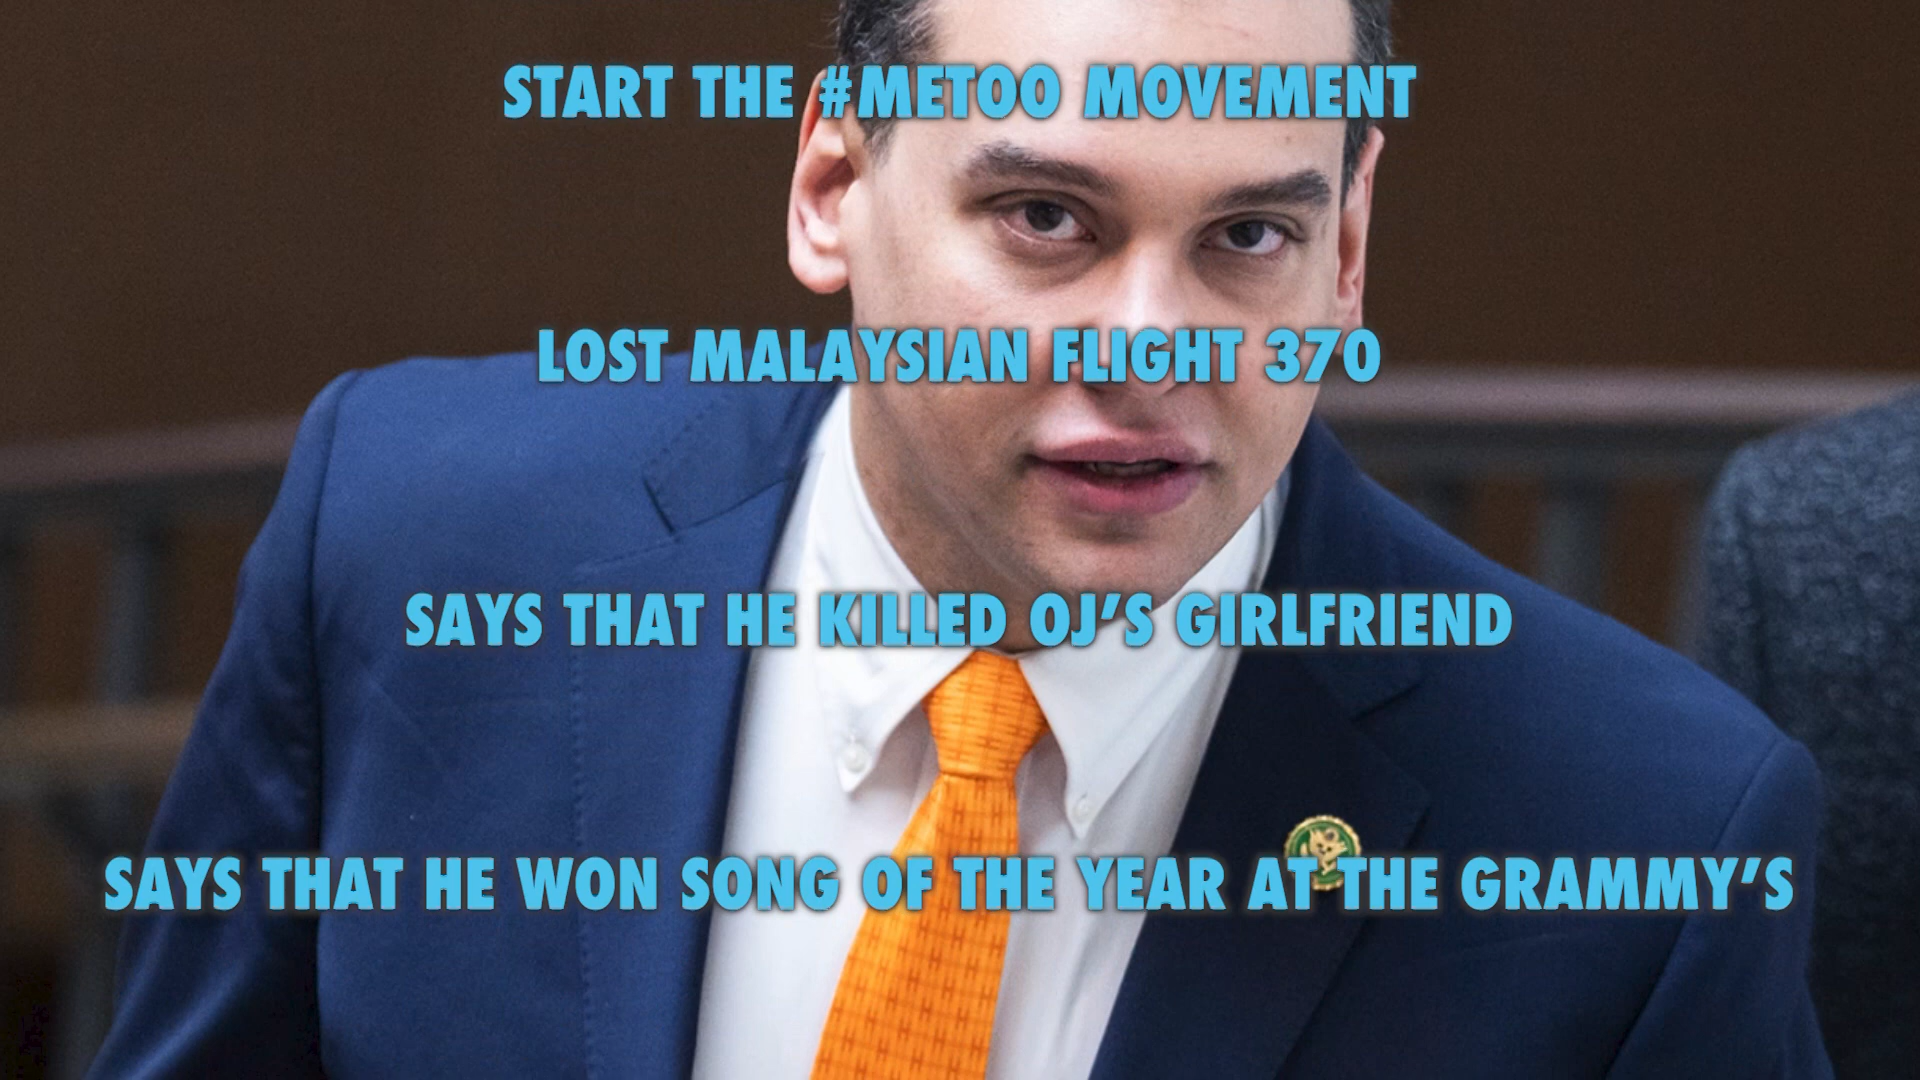 START THE #METOO MOVEMENT
LOST MALAYSIAN FLIGHT 370
SAYS THAT HE KILLED OJ’S GIRLFRIEND
SAYS THAT HE WON SONG OF THE YEAR AT THE GRAMMY’S